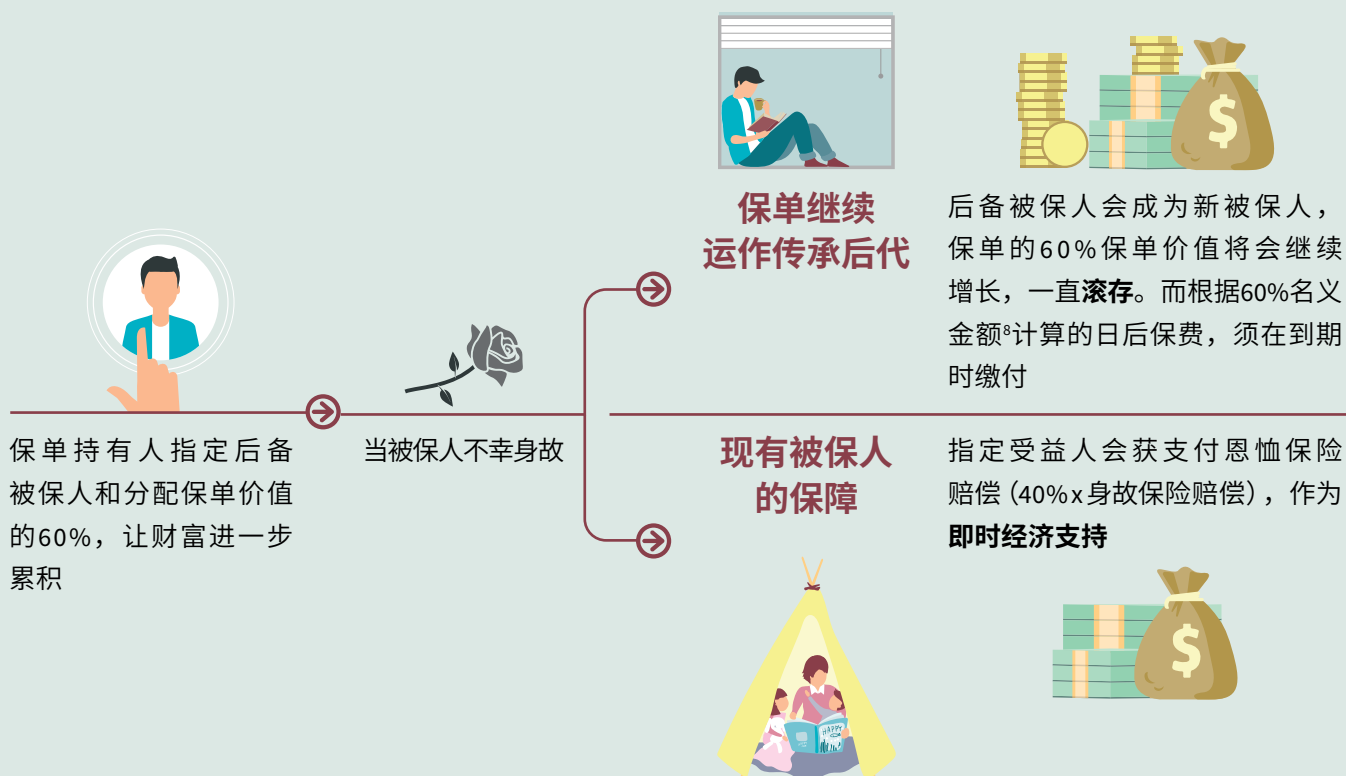 保单持有人指定后备
被保人和分配保单价值
的60%，让财富进一步
累积
当被保人不幸身故
保单继续
运作传承后代
后备被保人会成为新被保人，
保单的60%保单价值将会继续
增长，一直滚存。而根据60%名义
金额⁸计算的日后保费，须在到期
时缴付
现有被保人
的保障
指定受益人会获支付恩恤保险
赔偿（40%x身故保险赔偿），作为
即时经济支持
$
$
HAPPY